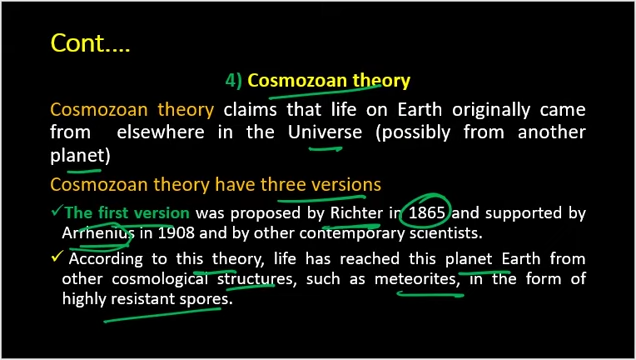 Cont....
4) Cosmozoan theory
Cosmozoan theory claims that life on Earth originally came
from elsewhere in the Universe (possibly from another
planet)
Cosmozoan theory have three versions
✓The first version was proposed by Richter in 1865 and supported by
Arrhenius in 1908 and by other contemporary scientists.
✓ According to this theory, life has reached this planet Earth from
other cosmological structures, such as meteorites, in the form of
highly resistant spores.